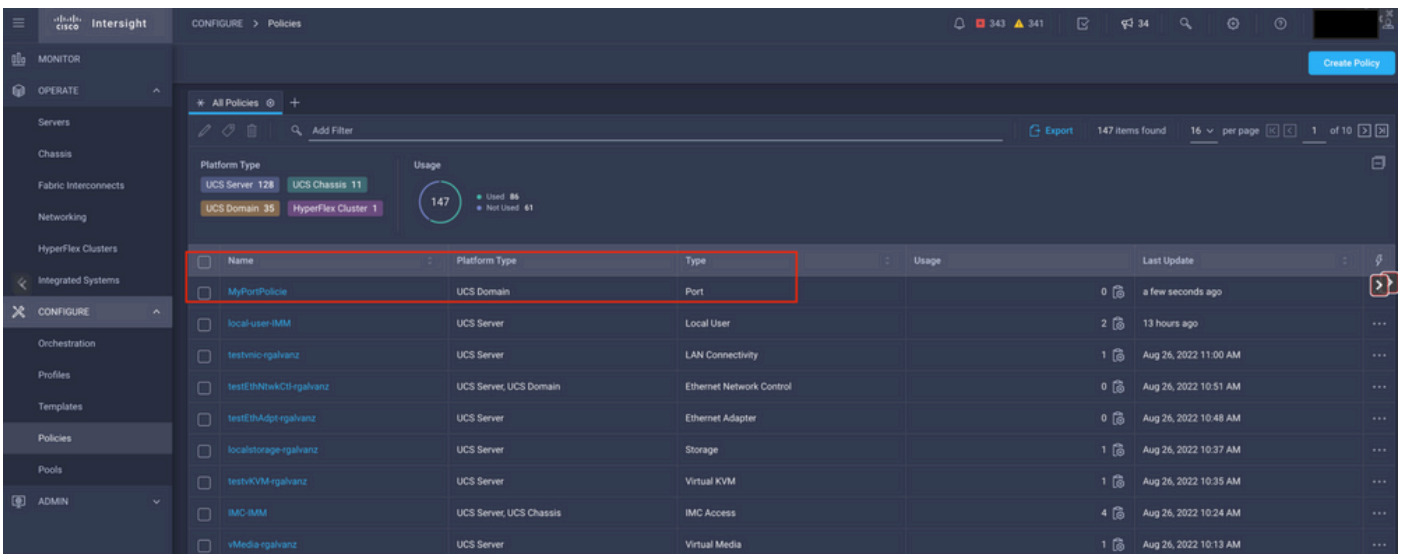 cisco Intersight CONFIGURE > Policies 343 341 34
MONITOR
Create Policy
OPERATE
All Policies +
Servers
Add Filter Export 147 items found 16 per page 1 of 10
Chassis
Platform Type Usage
Fabric Interconnects
UCS Server 128 UCS Chassis 11
147 Used 86
UCS Domain 35 HyperFlex Cluster 1 Not Used 61
Networking
HyperFlex Clusters
Name Platform Type Type Usage Last Update
Integrated Systems
MyPortPolicie UCS Domain Port 0 a few seconds ago
CONFIGURE
local-user-IMM UCS Server Local User 2 13 hours ago
Orchestration
testvnic-rgalvanz UCS Server LAN Connectivity 1 Aug 26, 2022 11:00 AM
Profiles
testEthNtwkCtl-rgalvanz UCS Server, UCS Domain Ethernet Network Control 0 Aug 26, 2022 10:51 AM
Templates
testEthAdpt-rgalvanz UCS Server Ethernet Adapter 0 Aug 26, 2022 10:48 AM
Policies
localstorage-rgalvanz UCS Server Storage 1 Aug 26, 2022 10:37 AM
Pools
testvKVM-rgalvanz UCS Server Virtual KVM 1 Aug 26, 2022 10:35 AM
ADMIN
IMC-IMM UCS Server, UCS Chassis IMC Access 4 Aug 26, 2022 10:24 AM
vMedia-rgalvanz UCS Server Virtual Media 1 Aug 26, 2022 10:13 AM